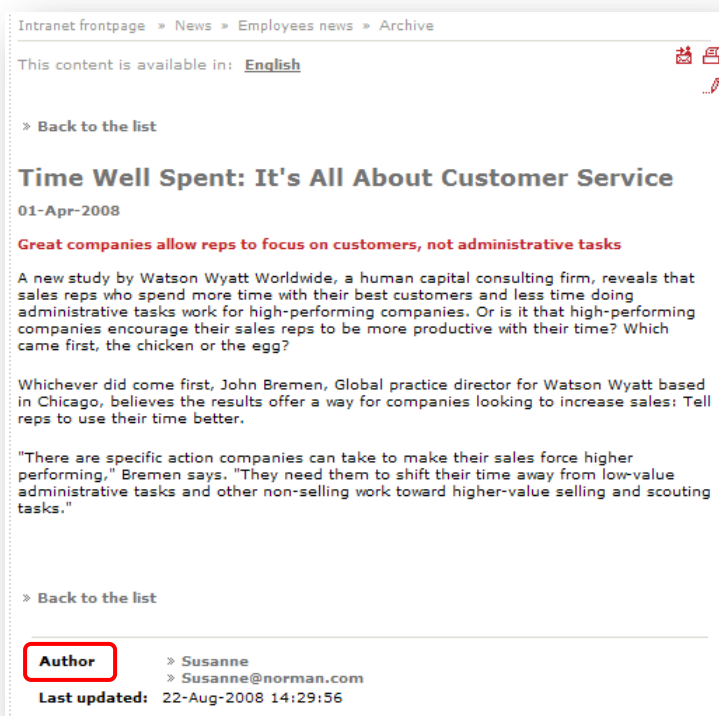 Intranet frontpage » News » Employees news » Archive
This content is available in: English
» Back to the list
Time Well Spent: It's All About Customer Service
01-Apr-2008
Great companies allow reps to focus on customers, not administrative tasks
A new study by Watson Wyatt Worldwide, a human capital consulting firm, reveals that
sales reps who spend more time with their best customers and less time doing
administrative tasks work for high-performing companies. Or is it that high-performing
companies encourage their sales reps to be more productive with their time? Which
came first, the chicken or the egg?
Whichever did come first, John Bremen, Global practice director for Watson Wyatt based
in Chicago, believes the results offer a way for companies looking to increase sales: Tell
reps to use their time better.
"There are specific action companies can take to make their sales force higher
performing," Bremen says. "They need them to shift their time away from low-value
administrative tasks and other non-selling work toward higher-value selling and scouting
tasks."
» Back to the list
Author » Susanne
» Susanne@norman.com
Last updated: 22-Aug-2008 14:29:56